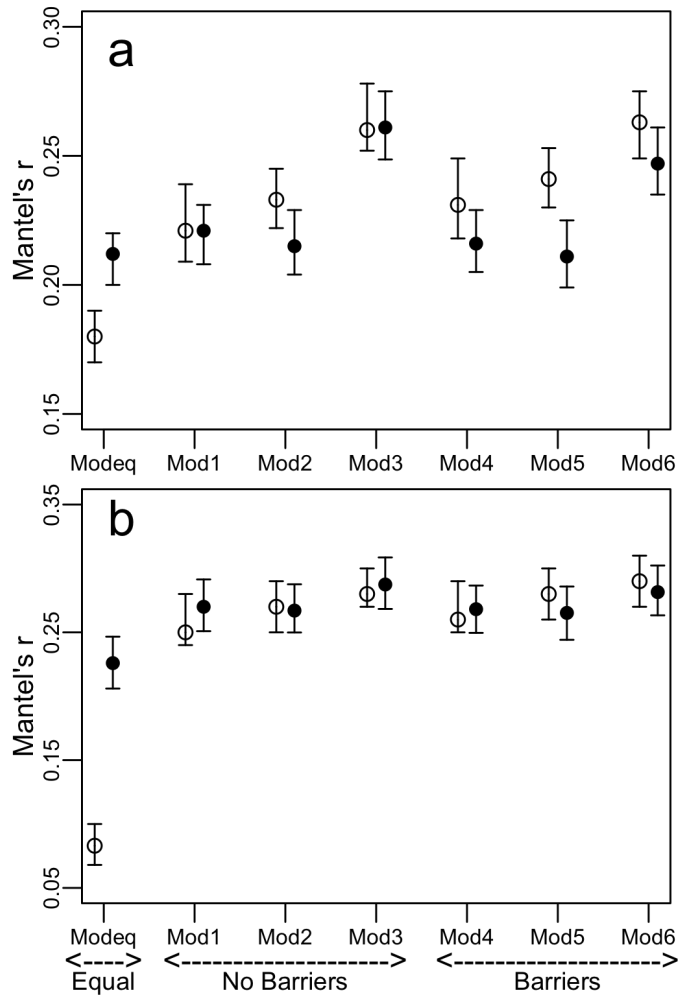 a
Mantel's r
0.30
0.25
0.20
0.15
Modeq Mod1 Mod2 Mod3 Mod4 Mod5 Mod6
b
Mantel's r
0.35
0.25
0.15
0.05
Modeq Mod1 Mod2 Mod3 Mod4 Mod5 Mod6
<----> <-----------> <----------->
Equal No Barriers Barriers